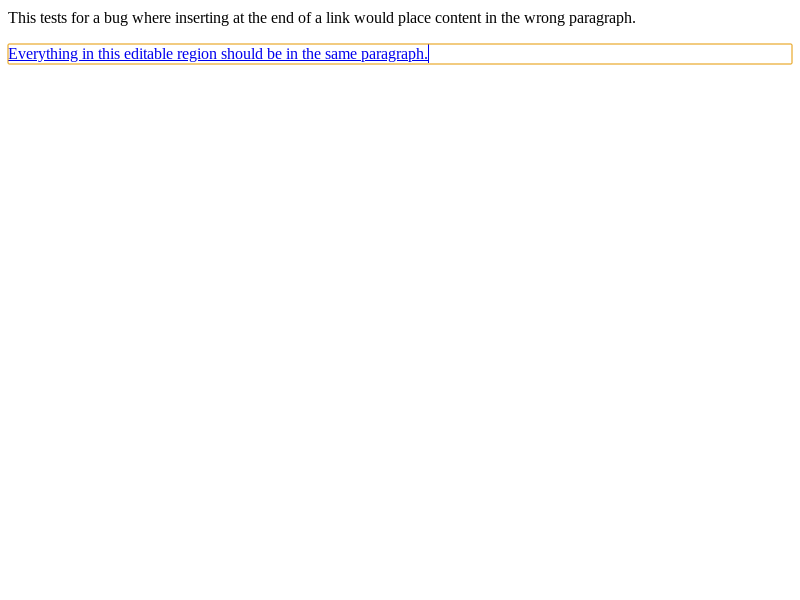 This tests for a bug where inserting at the end of a link would place content in the wrong paragraph.
Everything in this editable region should be in the same paragraph.